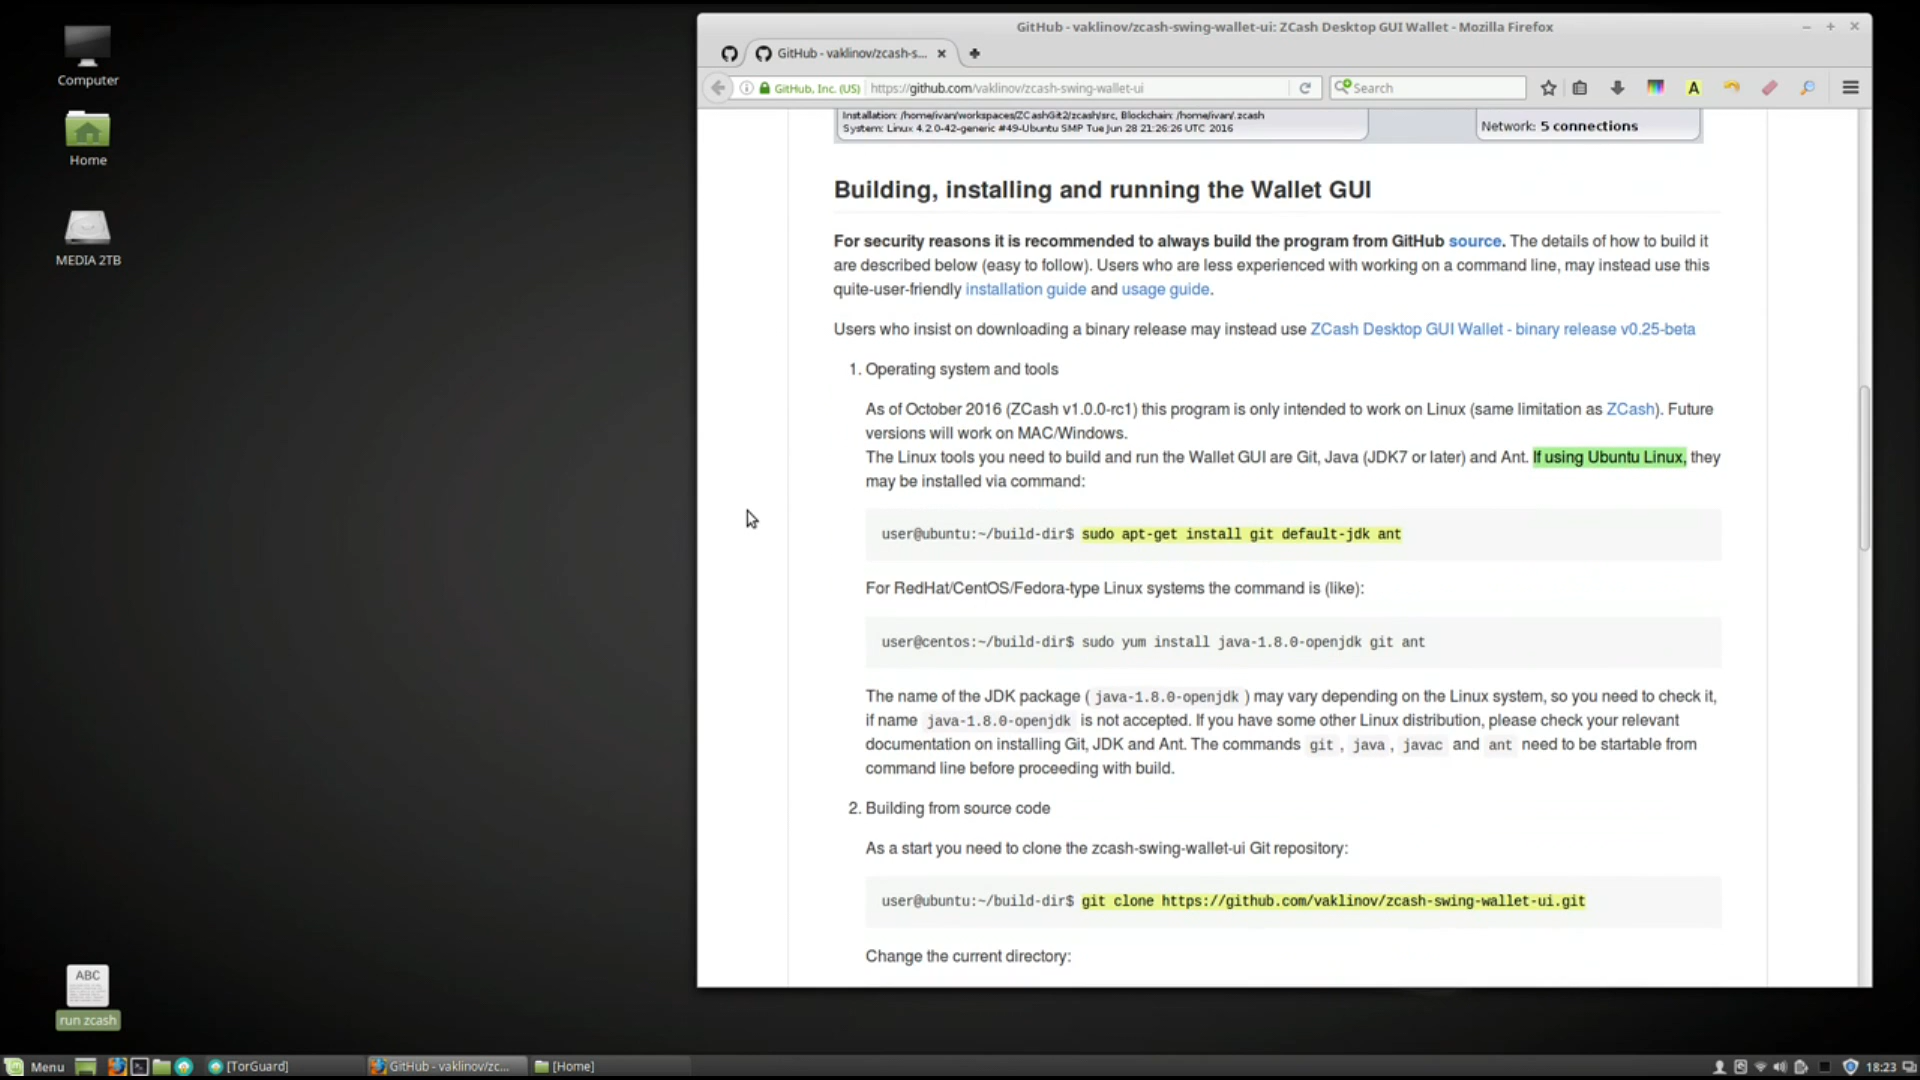 GitHub - vaklinov/zcash-swing-wallet-ui: ZCash Desktop GUI Wallet - Mozilla Firefox
GitHub - vaklinov/zcash-s...
GitHub, Inc. (US)
https://github.com/vaklinov/zcash-swing-wallet-ui
Search
A
Computer
Home
MEDIA 2TB
Installation: /home/ivan/workspaces/ZCashGit2/zcash/src, Blockchain: /home/ivan/.zcash
System: Linux 4.2.0-42-generic #49-Ubuntu SMP Tue Jun 28 21:26:26 UTC 2016
Network: 5 connections
Building, installing and running the Wallet GUI
For security reasons it is recommended to always build the program from GitHub source. The details of how to build it
are described below (easy to follow). Users who are less experienced with working on a command line, may instead use this
quite-user-friendly installation guide and usage guide.
Users who insist on downloading a binary release may instead use ZCash Desktop GUI Wallet - binary release v0.25-beta
1. Operating system and tools
As of October 2016 (ZCash v1.0.0-rc1) this program is only intended to work on Linux (same limitation as ZCash). Future
versions will work on MAC/Windows.
The Linux tools you need to build and run the Wallet GUI are Git, Java (JDK7 or later) and Ant. If using Ubuntu Linux, they
may be installed via command:
user@ubuntu:~/build-dir$ sudo apt-get install git default-jdk ant
For RedHat/CentOS/Fedora-type Linux systems the command is (like):
user@centos:~/build-dir$ sudo yum install java-1.8.0-openjdk git ant
The name of the JDK package ( java-1.8.0-openjdk ) may vary depending on the Linux system, so you need to check it,
if name java-1.8.0-openjdk is not accepted. If you have some other Linux distribution, please check your relevant
documentation on installing Git, JDK and Ant. The commands git , java , javac and ant need to be startable from
command line before proceeding with build.
2. Building from source code
As a start you need to clone the zcash-swing-wallet-ui Git repository:
user@ubuntu:~/build-dir$ git clone https://github.com/vaklinov/zcash-swing-wallet-ui.git
Change the current directory:
ABC
run zcash
Menu
[TorGuard]
GitHub - vaklinov/zc...
[Home]
18:23